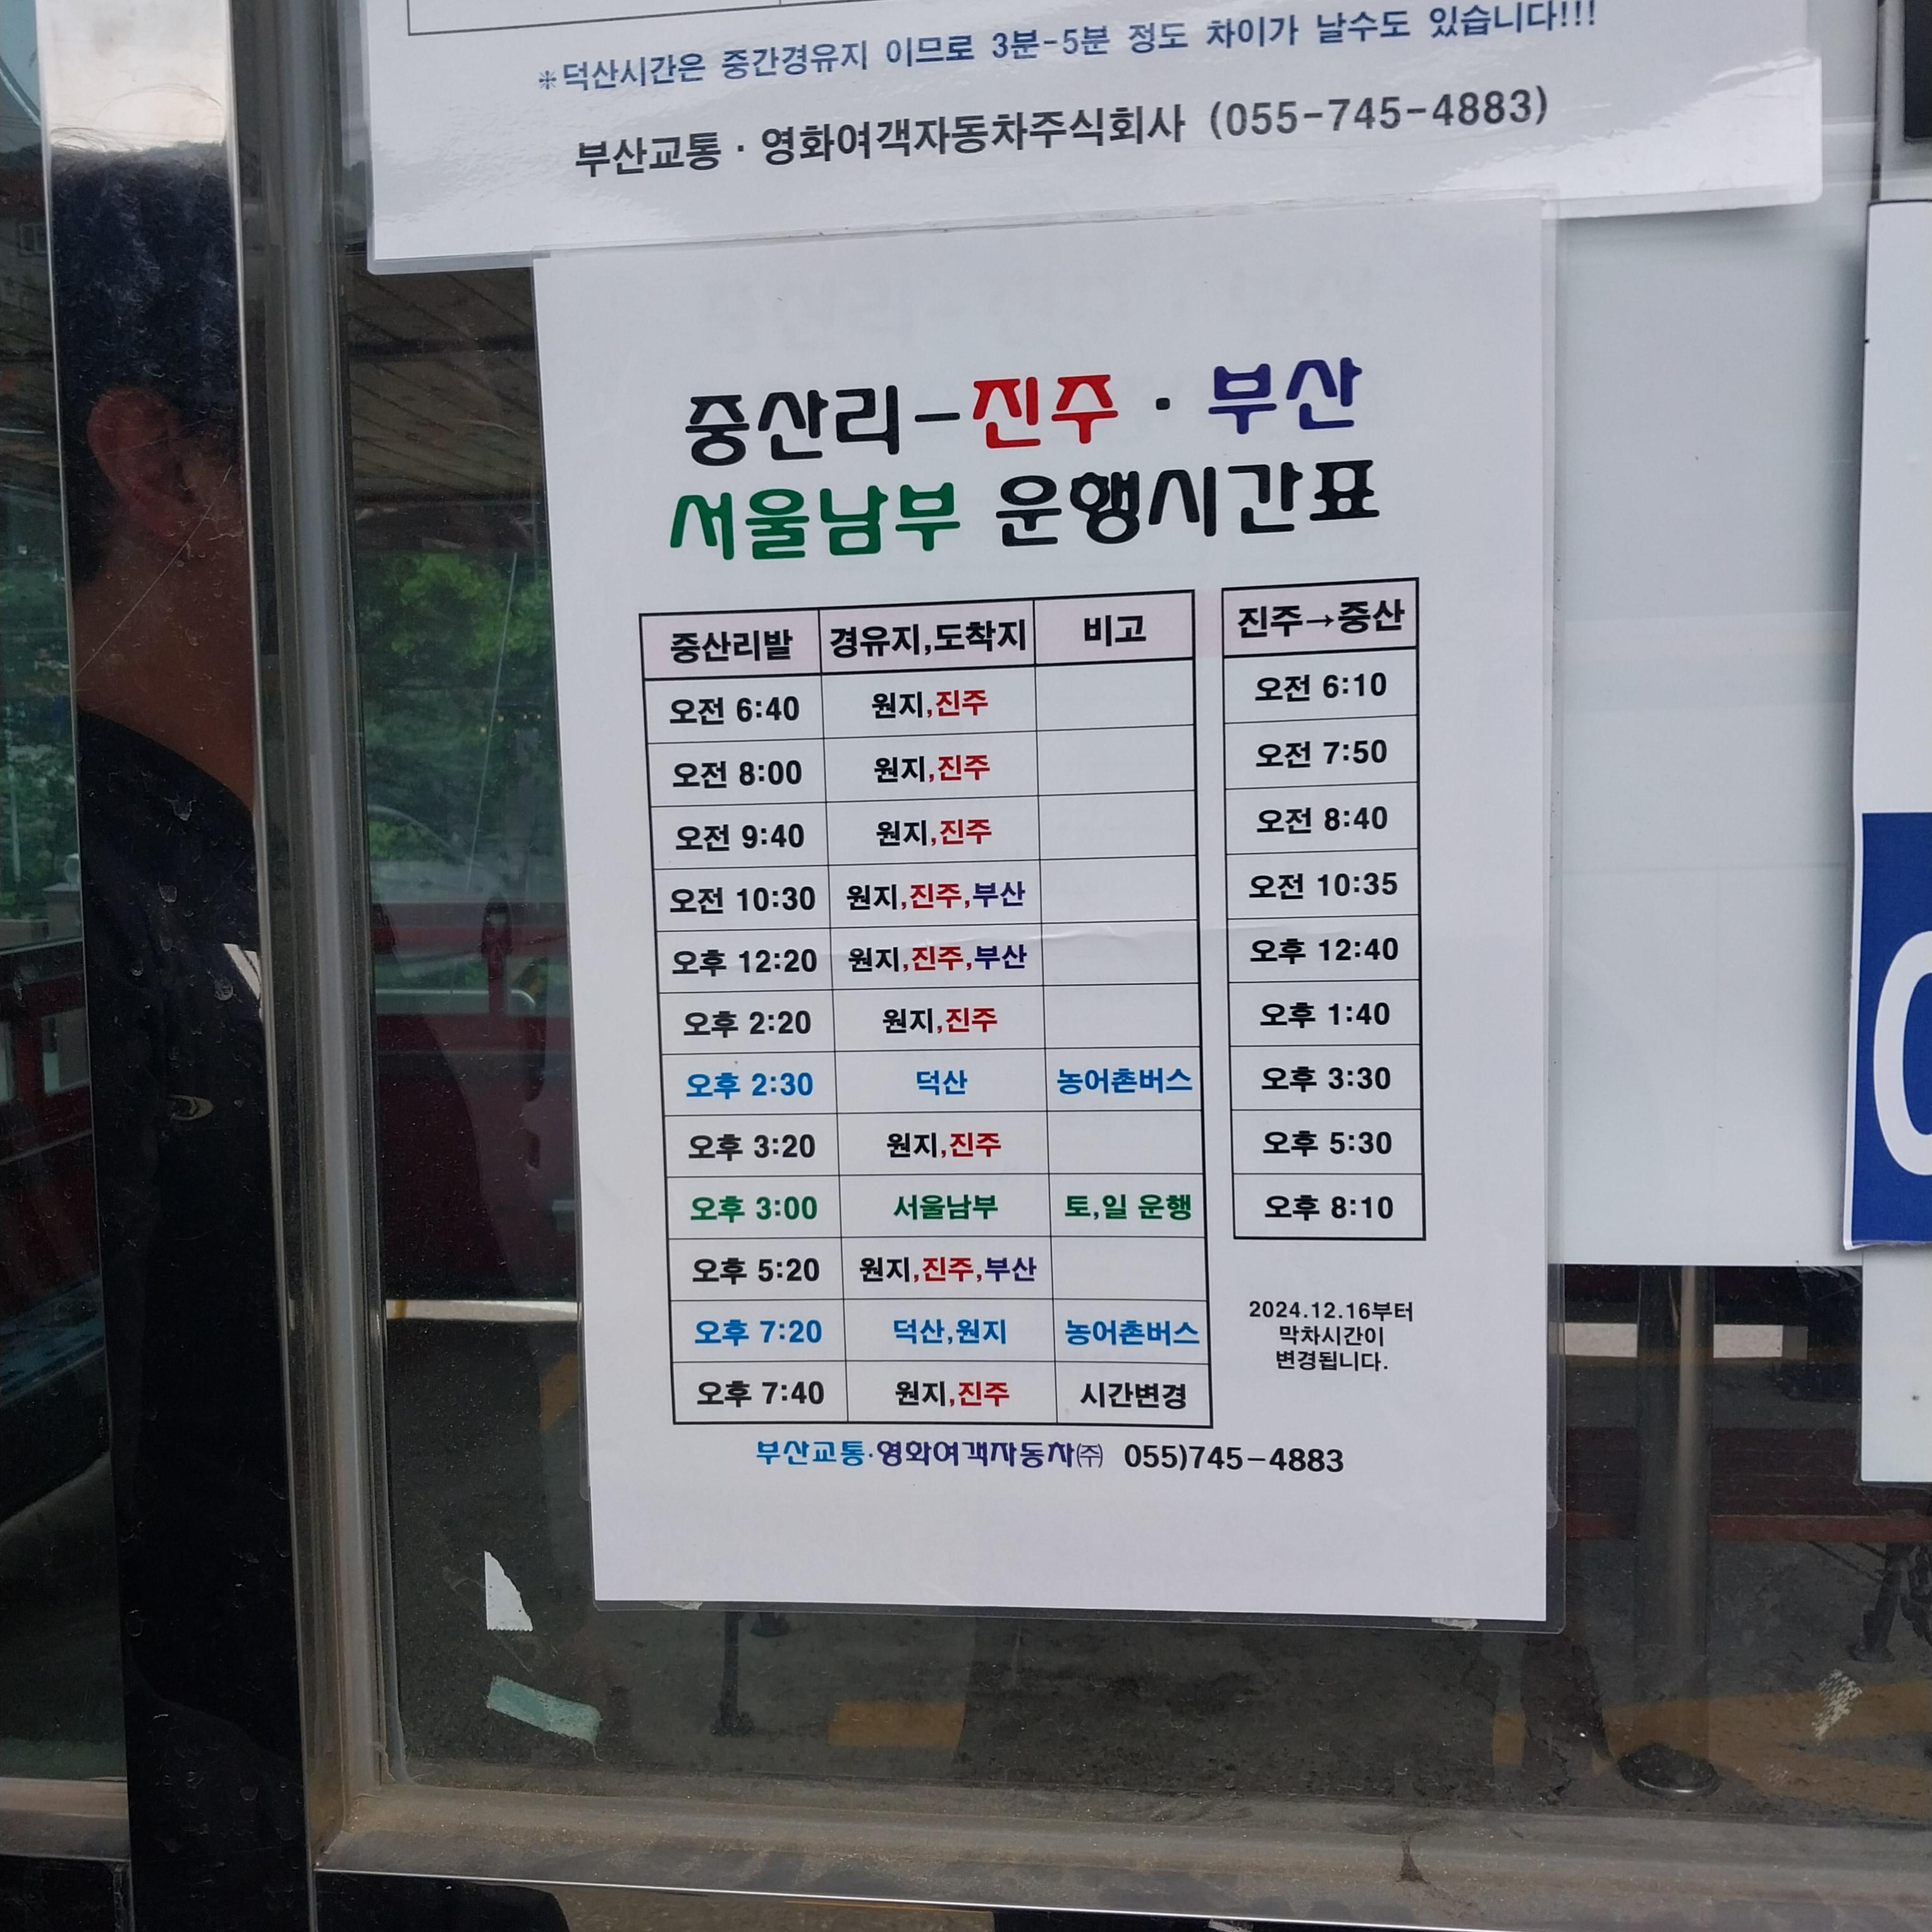 ※덕산시간은 중간경유지 이므로 3분-5분 정도 차이가 날수도 있습니다!!!
부산교통 · 영화여객자동차주식회사 (055-745-4883)
중산리-진주 · 부산
서울남부 운행시간표
중산리발 경유지,도착지 비고
오전 6:40 원지,진주
오전 8:00 원지,진주
오전 9:40 원지,진주
오전 10:30 원지,진주,부산
오후 12:20 원지,진주,부산
오후 2:20 원지,진주
오후 2:30 덕산 농어촌버스
오후 3:20 원지,진주
오후 3:00 서울남부 토,일 운행
오후 5:20 원지,진주,부산
오후 7:20 덕산,원지 농어촌버스
오후 7:40 원지,진주 시간변경
진주→중산
오전 6:10
오전 7:50
오전 8:40
오전 10:35
오후 12:40
오후 1:40
오후 3:30
오후 5:30
오후 8:10
2024.12.16부터
막차시간이
변경됩니다.
부산교통·영화여객자동차㈜ 055)745-4883